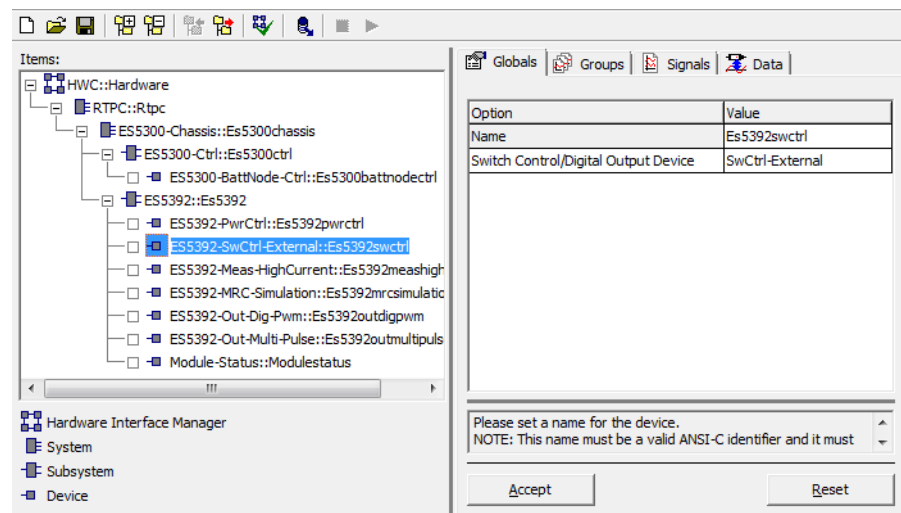 Items:
HWC::Hardware
RTPC::Rtpc
ES5300-Chassis::Es5300chassis
ES5300-Ctrl::Es5300ctrl
ES5300-BattNode-Ctrl::Es5300battnodectrl
ES5392::Es5392
ES5392-PwrCtrl::Es5392pwrctrl
ES5392-SwCtrl-External::Es5392swctrl
ES5392-Meas-HighCurrent::Es5392meashigh
ES5392-MRC-Simulation::Es5392mrcsimulatic
ES5392-Out-Dig-Pwm::Es5392outdigpwm
ES5392-Out-Multi-Pulse::Es5392outmultipuls
Module-Status::Modulestatus
Hardware Interface Manager
System
Subsystem
Device
Globals Groups Signals Data
Option Value
Name Es5392swctrl
Switch Control/Digital Output Device SwCtrl-External
Please set a name for the device.
NOTE: This name must be a valid ANSI-C identifier and it must
Accept Reset